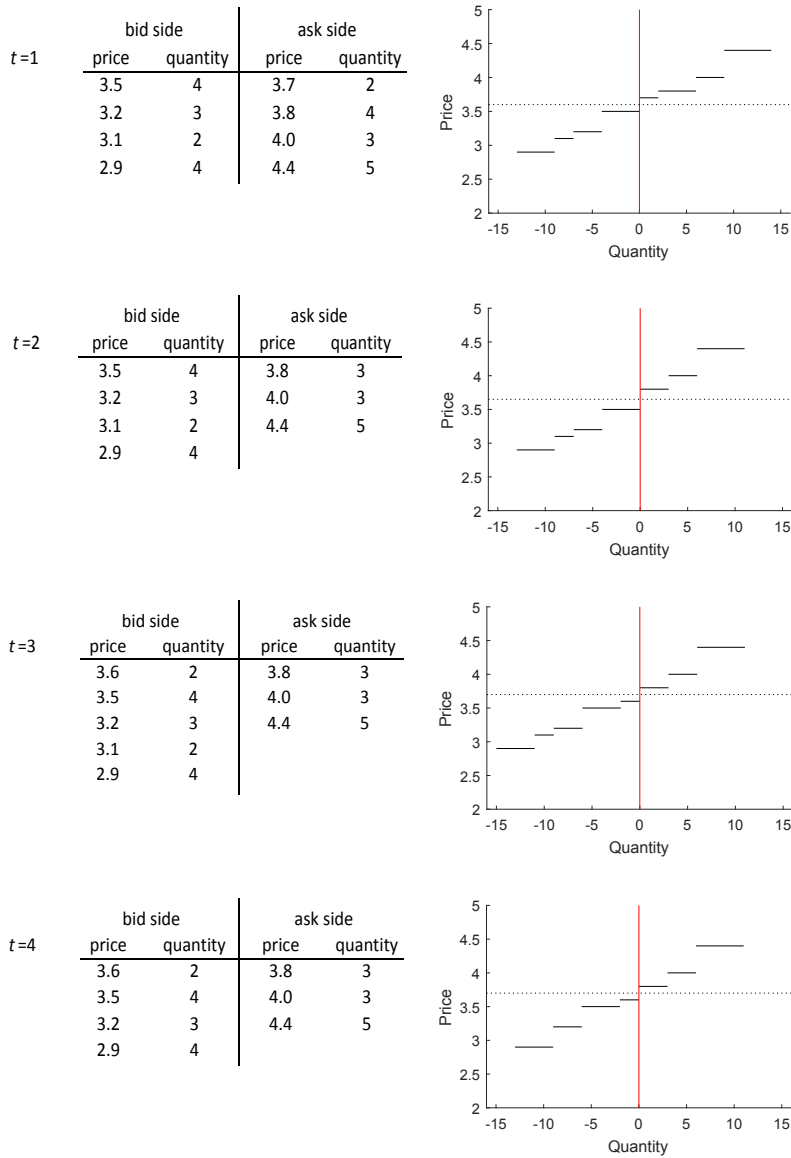 t=1
bid side ask side
price quantity price quantity
3.5 4 3.7 2
3.2 3 3.8 4
3.1 2 4.0 3
2.9 4 4.4 5
5
4.5
4
3.5
3
2.5
2
Price
-15 -10 -5 0 5 10 15
Quantity
t=2
bid side ask side
price quantity price quantity
3.5 4 3.8 3
3.2 3 4.0 3
3.1 2 4.4 5
2.9 4
5
4.5
4
3.5
3
2.5
2
Price
-15 -10 -5 0 5 10 15
Quantity
t=3
bid side ask side
price quantity price quantity
3.6 2 3.8 3
3.5 4 4.0 3
3.2 3 4.4 5
3.1 2
2.9 4
5
4.5
4
3.5
3
2.5
2
Price
-15 -10 -5 0 5 10 15
Quantity
t=4
bid side ask side
price quantity price quantity
3.6 2 3.8 3
3.5 4 4.0 3
3.2 3 4.4 5
2.9 4
5
4.5
4
3.5
3
2.5
2
Price
-15 -10 -5 0 5 10 15
Quantity